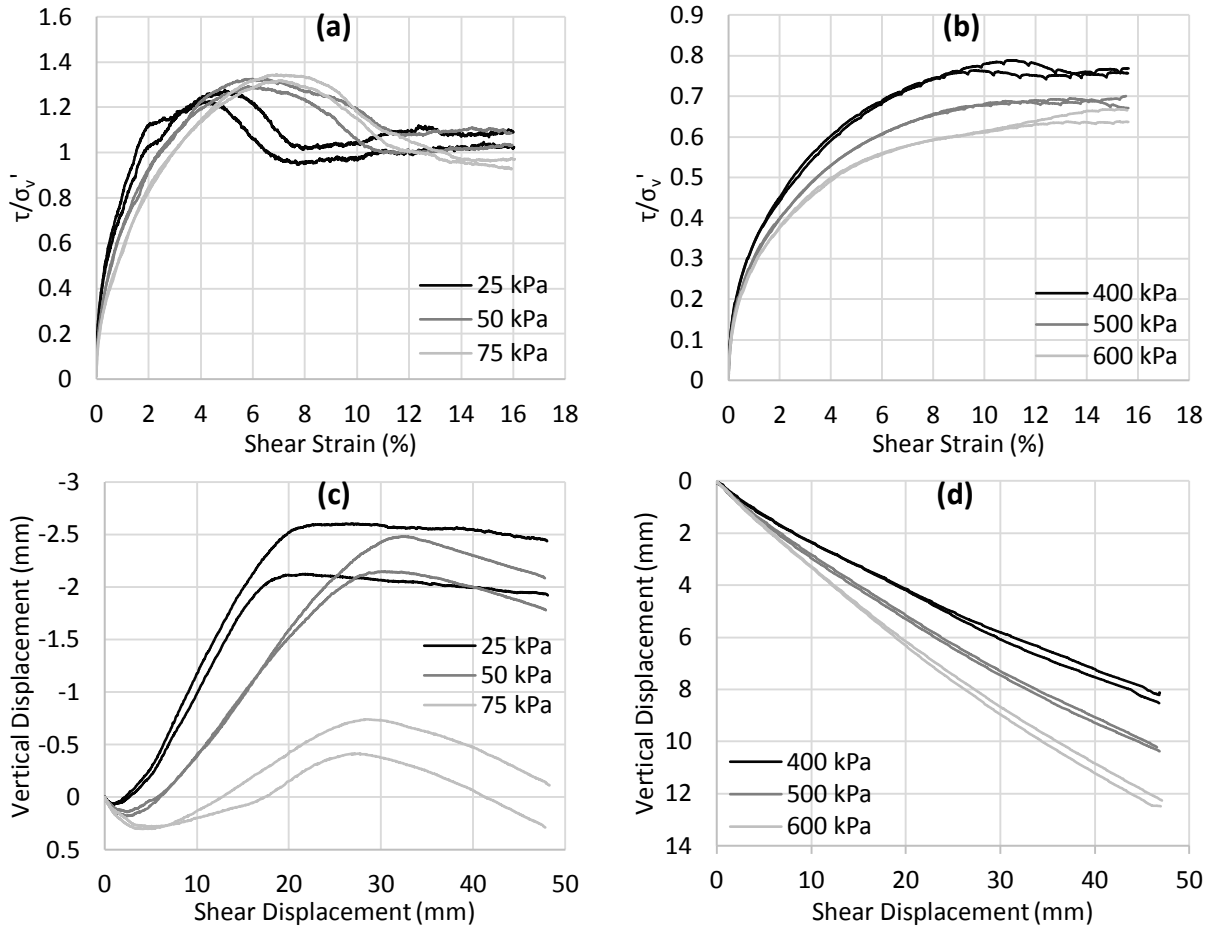 (a)
1.6
1.4
1.2
1
0.8
0.6
0.4
0.2
0
τ/σv'
25 kPa
50 kPa
75 kPa
0 2 4 6 8 10 12 14 16 18
Shear Strain (%)
(b)
0.9
0.8
0.7
0.6
0.5
0.4
0.3
0.2
0.1
0
τ/σv'
400 kPa
500 kPa
600 kPa
0 2 4 6 8 10 12 14 16 18
Shear Strain (%)
(c)
-3
-2.5
-2
-1.5
-1
-0.5
0
0.5
Vertical Displacement (mm)
25 kPa
50 kPa
75 kPa
0 10 20 30 40 50
Shear Displacement (mm)
(d)
0
2
4
6
8
10
12
14
Vertical Displacement (mm)
400 kPa
500 kPa
600 kPa
0 10 20 30 40 50
Shear Displacement (mm)